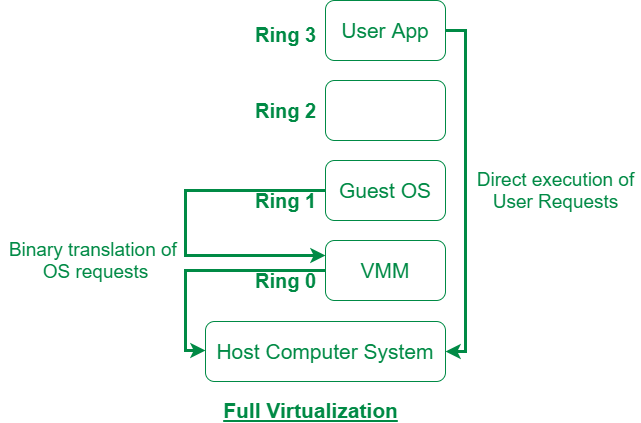 Ring 3
User App
Ring 2
Ring 1
Guest OS
Direct execution of
User Requests
Binary translation of
OS requests
Ring 0
VMM
Host Computer System
Full Virtualization